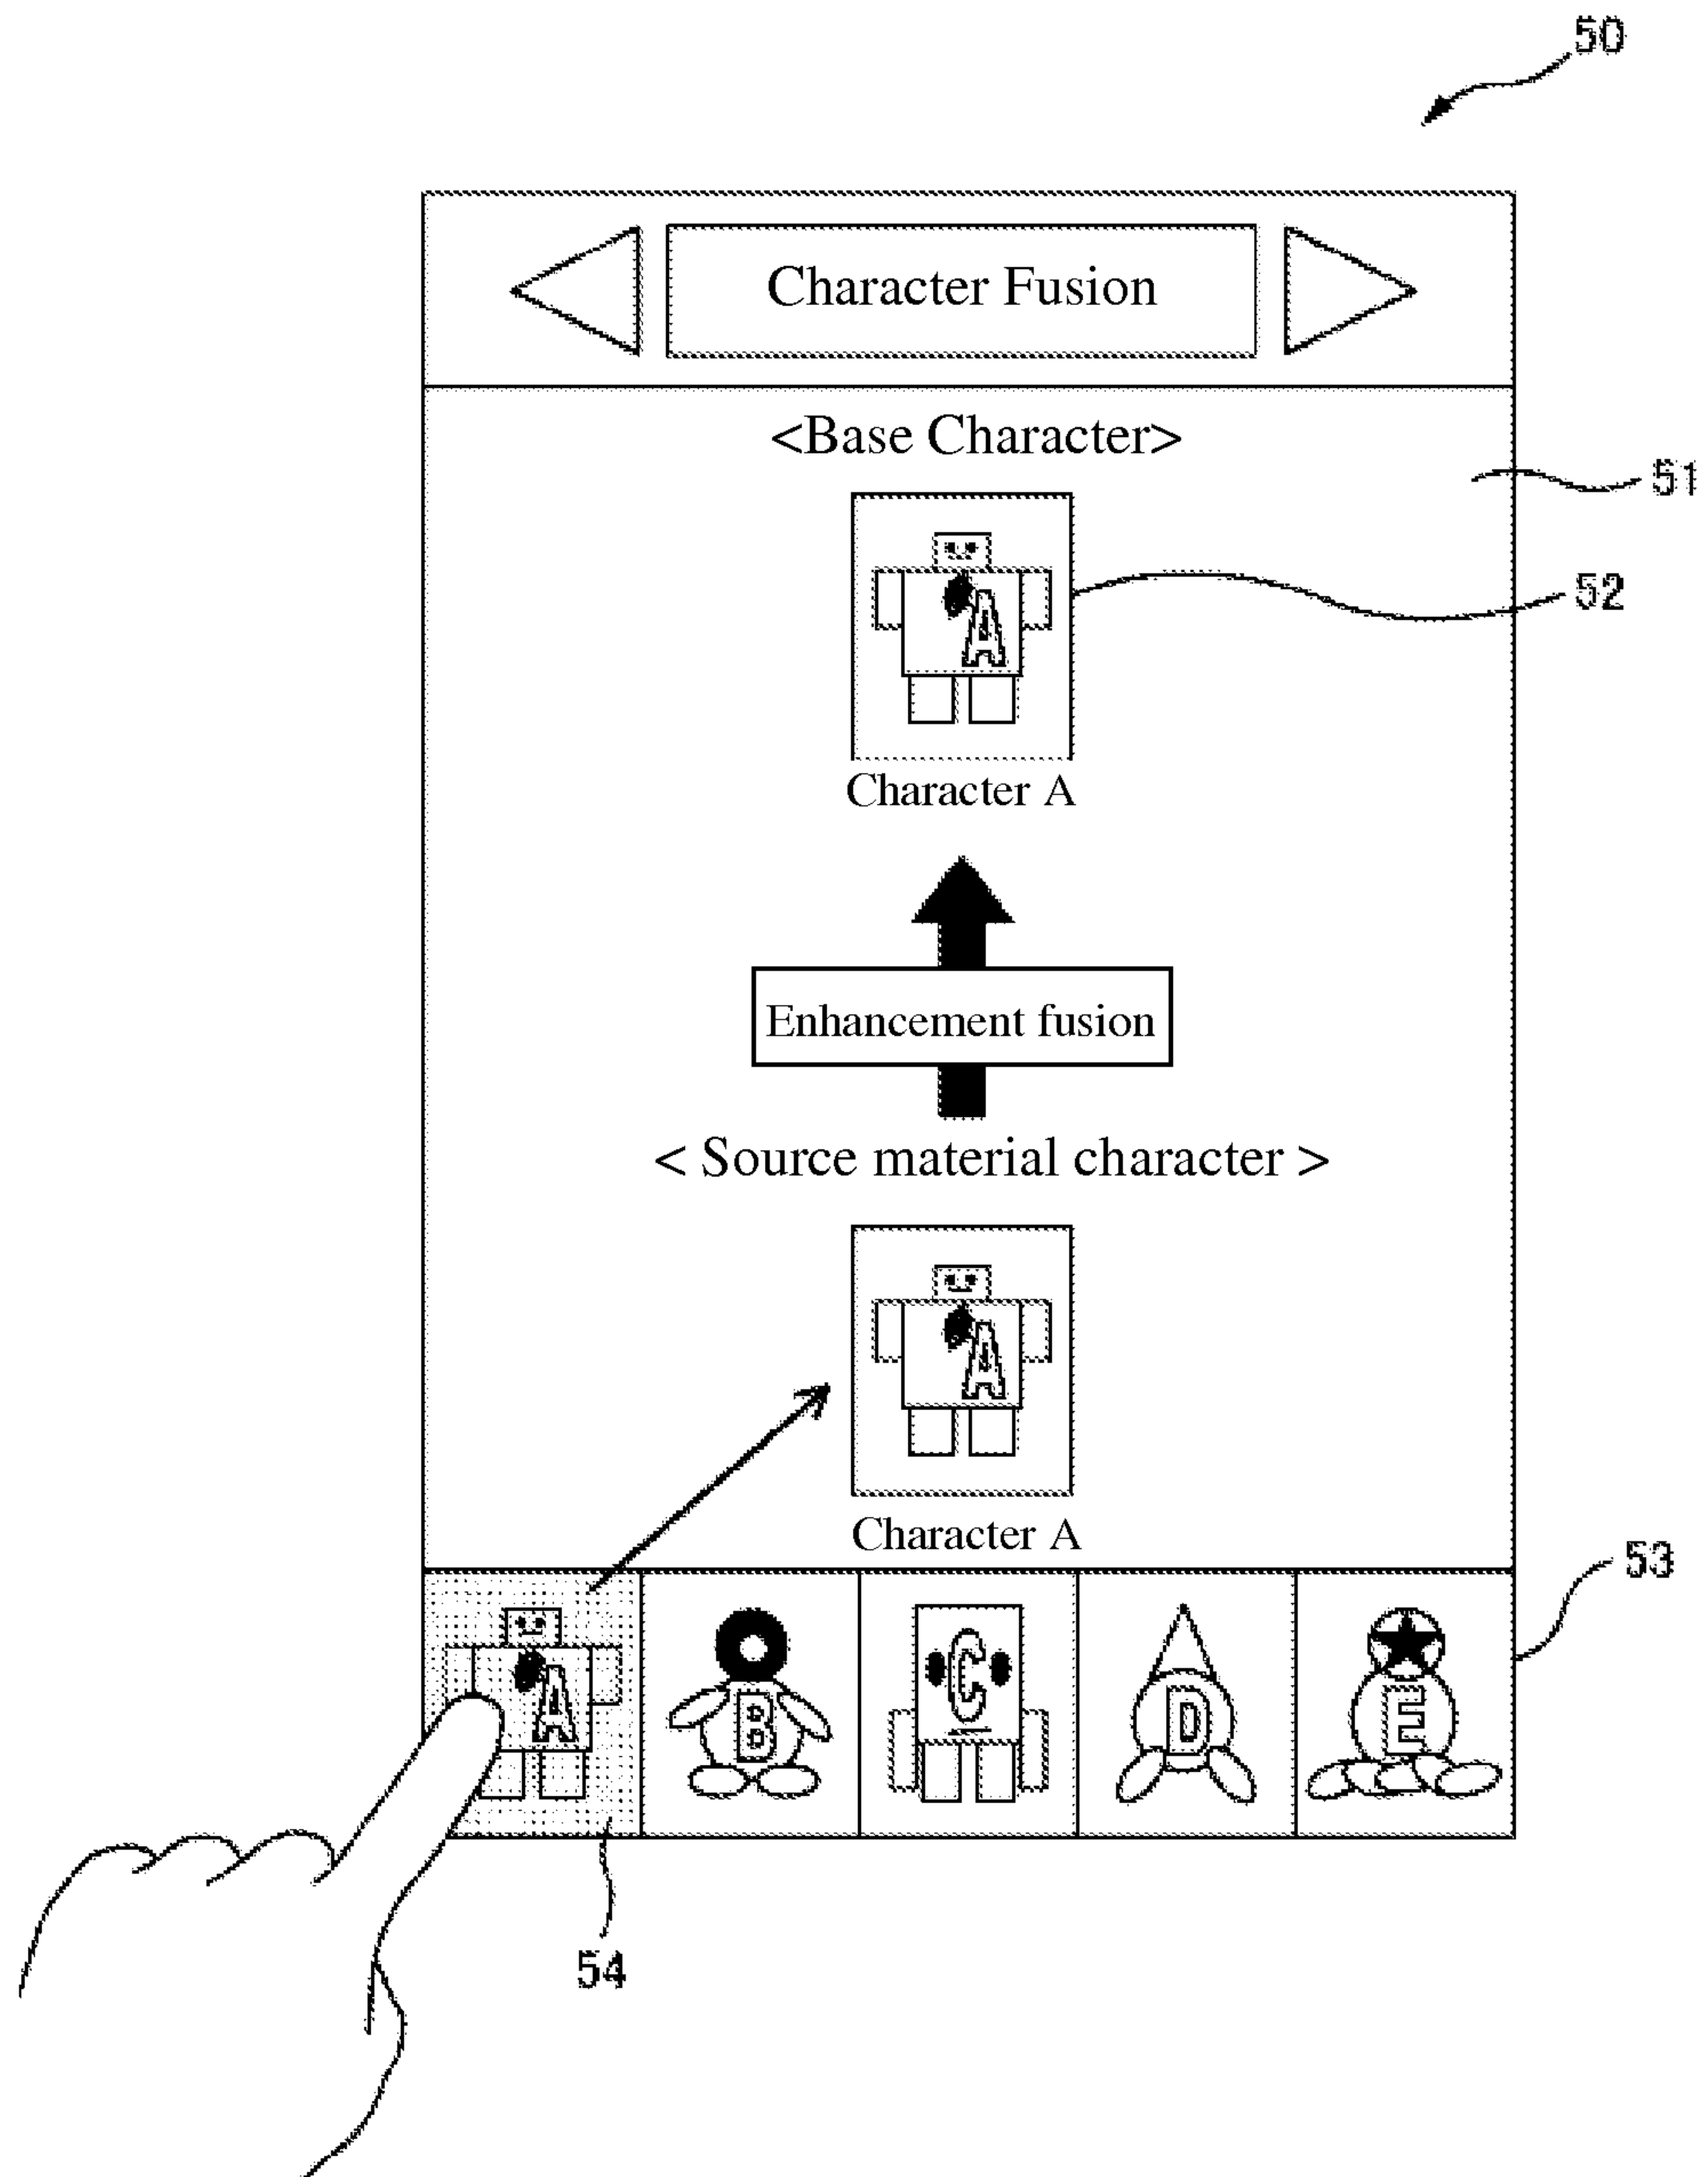 50
Character Fusion
<Base Character>
51
52
A
Character A
Enhancement fusion
< Source material character >
A
Character A
53
A B C D E
54